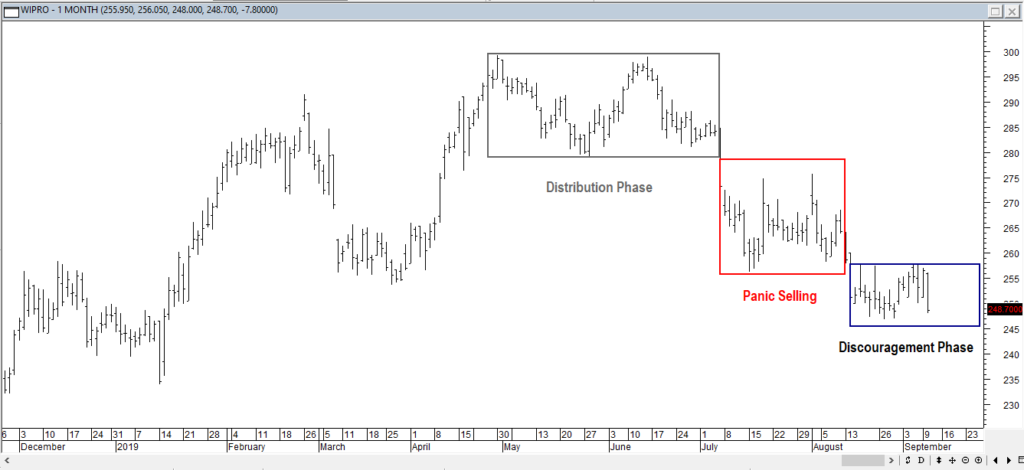 WIPRO - 1 MONTH (255.950, 256.050, 248.000, 248.700, -7.80000)
300
295
290
285
280
275
270
265
260
255
250
248.7000
245
240
235
230
Distribution Phase
Panic Selling
Discouragement Phase
6 3 10 17 24 31 7 14 21 28 4 11 18 26 5 11 18 25 1 8 15 30 13 20 27 3 10 17 24 1 8 15 22 29 5 13 26 3 9 16 23
December 2019 February March April May June July August September
D